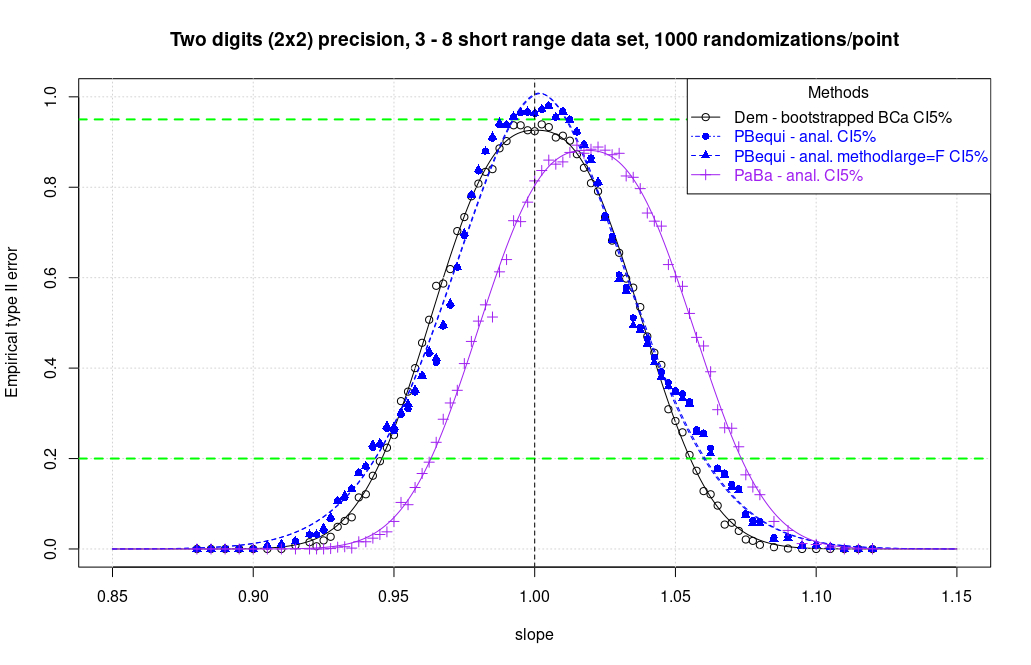 Two digits (2x2) precision, 3 - 8 short range data set, 1000 randomizations/point
Methods
Dem - bootstrapped BCa CI5%
PBequi - anal. CI5%
PBequi - anal. methodlarge=F CI5%
PaBa - anal. CI5%
Empirical type II error
1.0
0.8
0.6
0.4
0.2
0.0
0.85 0.90 0.95 1.00 1.05 1.10 1.15
slope